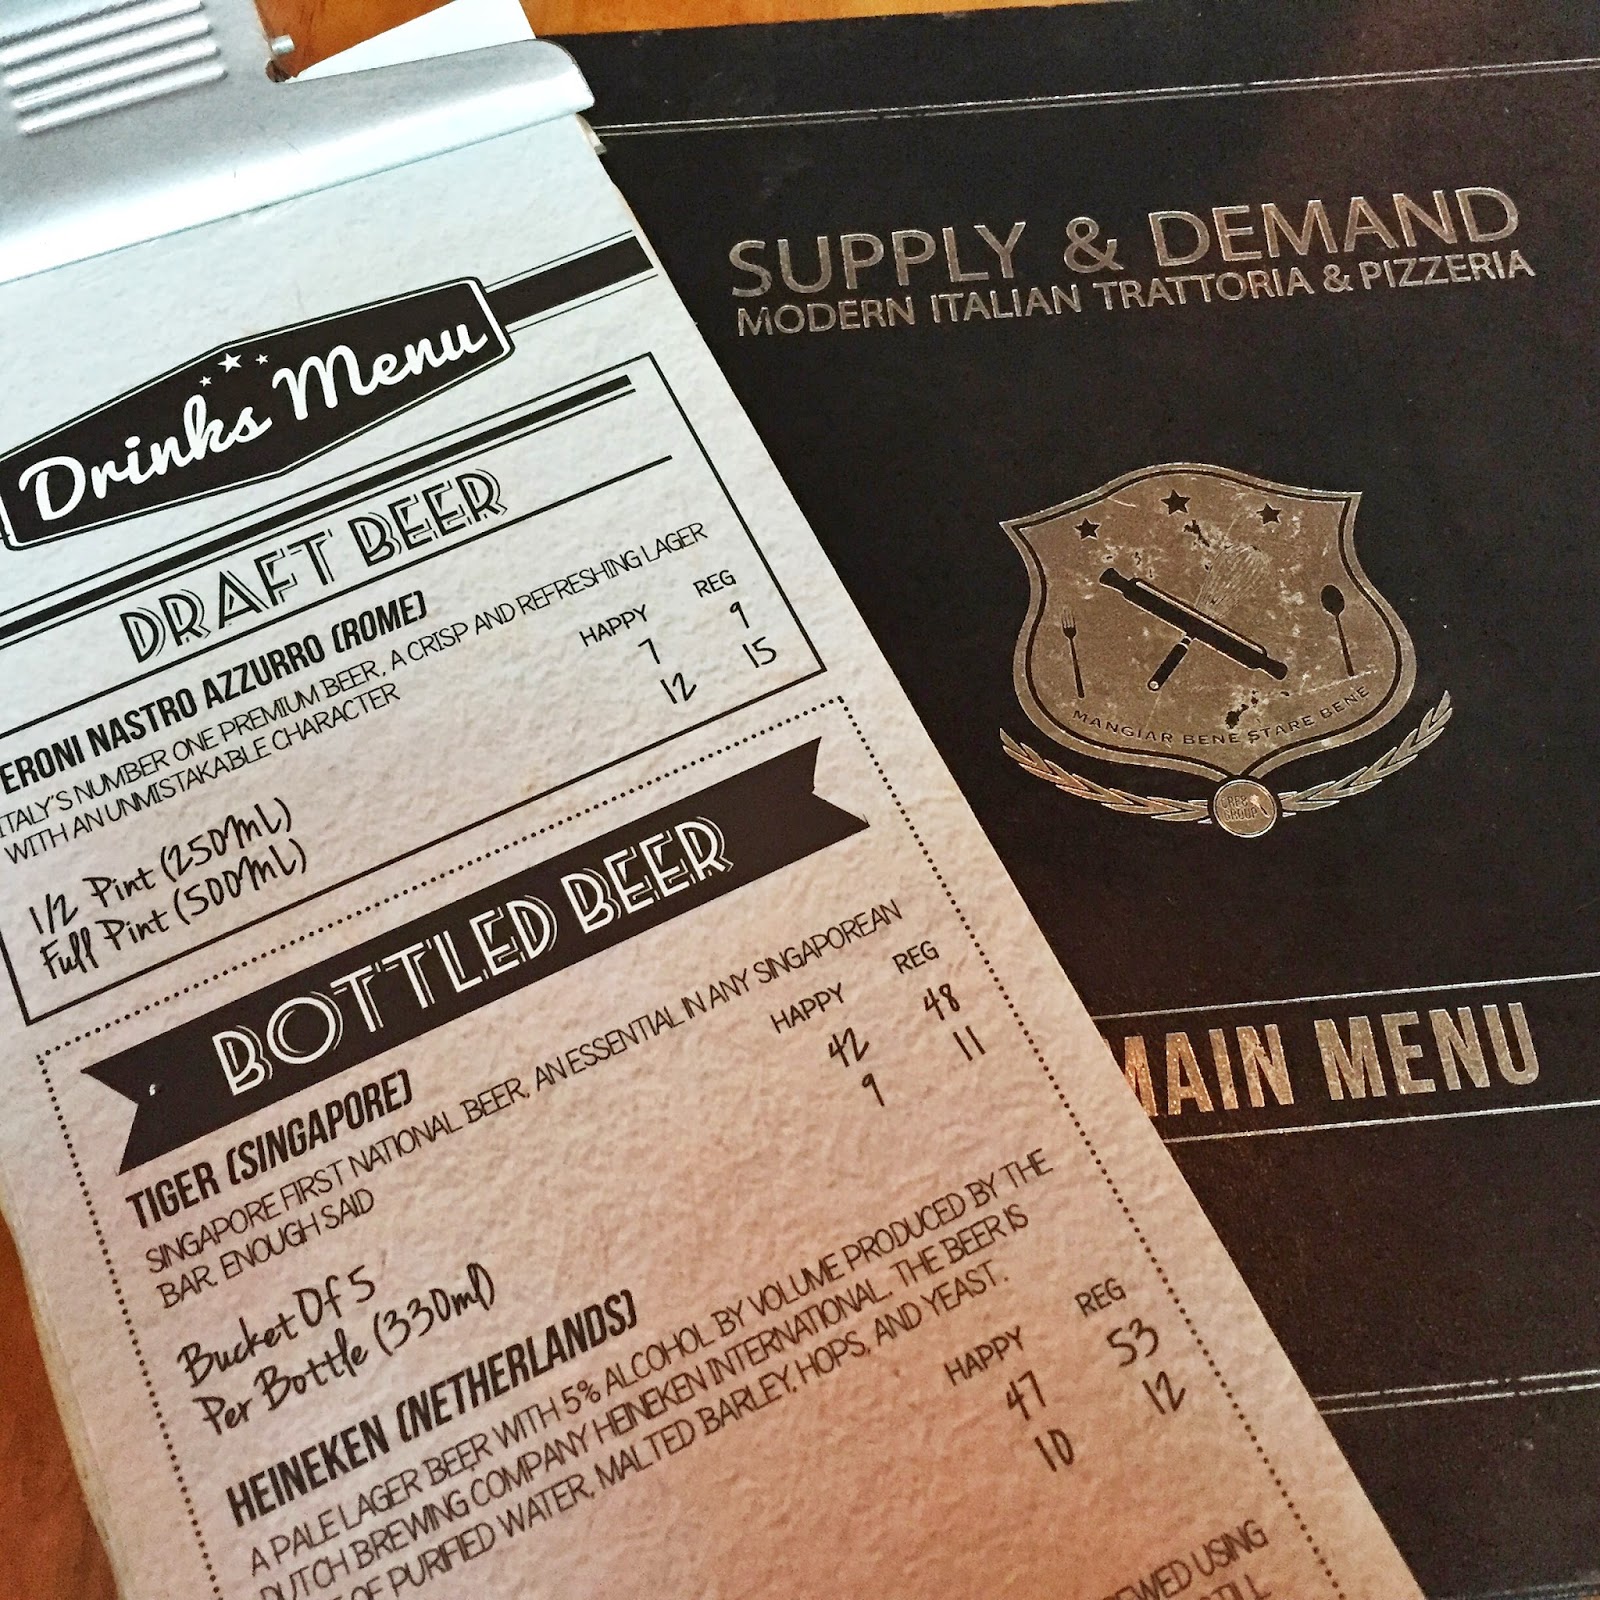 Drinks Menu
DRAFT BEER
ERONI NASTRO AZZURRO (ROME)
ITALY'S NUMBER ONE PREMIUM BEER, A CRISP AND REFRESHING LAGER
WITH AN UNMISTAKABLE CHARACTER
HAPPY REG
1/2 Pint (250ML) 7 9
Full Pint (500ML) 12 15
BOTTLED BEER
TIGER (SINGAPORE)
SINGAPORE FIRST NATIONAL BEER, AN ESSENTIAL IN ANY SINGAPOREAN
BAR. ENOUGH SAID
HAPPY REG
Bucket Of 5 42 48
Per Bottle (330ml) 9 11
HEINEKEN (NETHERLANDS)
A PALE LAGER BEER WITH 5% ALCOHOL BY VOLUME PRODUCED BY THE
DUTCH BREWING COMPANY HEINEKEN INTERNATIONAL. THE BEER IS
OF PURIFIED WATER, MALTED BARLEY, HOPS, AND YEAST.
HAPPY REG
47 53
10 12
USING
SUPPLY & DEMAND
MODERN ITALIAN TRATTORIA & PIZZERIA
MANGIAR BENE STARE BENE
GROUP
MAIN MENU